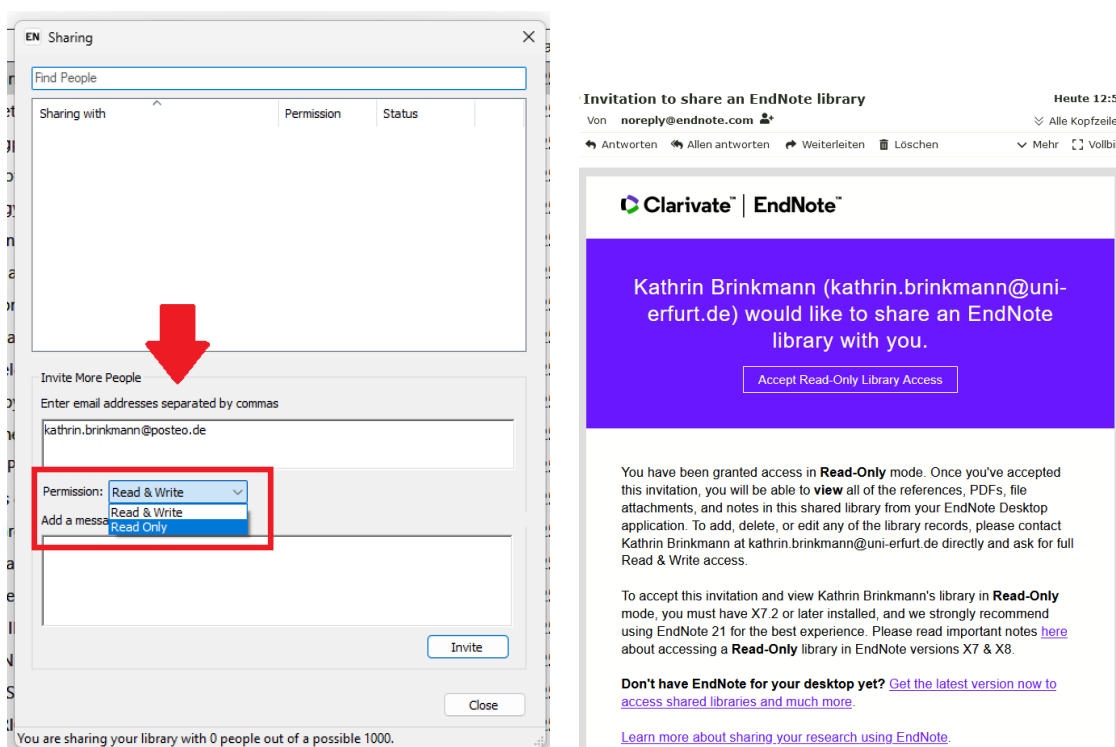 EN Sharing
Find People
Sharing with Permission Status
Invite More People
Enter email addresses separated by commas
kathrin.brinkmann@posteo.de
Permission: Read & Write
Read & Write
Read Only
Add a messa
Invite
Close
You are sharing your library with 0 people out of a possible 1000.
Invitation to share an EndNote library
Heute 12:5
Von noreply@endnote.com
Alle Kopfzeile
Antworten Allen antworten Weiterleiten Löschen Mehr Vollbi
Clarivate™ | EndNote™
Kathrin Brinkmann (kathrin.brinkmann@uni-
erfurt.de) would like to share an EndNote
library with you.
Accept Read-Only Library Access
You have been granted access in Read-Only mode. Once you've accepted
this invitation, you will be able to view all of the references, PDFs, file
attachments, and notes in this shared library from your EndNote Desktop
application. To add, delete, or edit any of the library records, please contact
Kathrin Brinkmann at kathrin.brinkmann@uni-erfurt.de directly and ask for full
Read & Write access.
To accept this invitation and view Kathrin Brinkmann's library in Read-Only
mode, you must have X7.2 or later installed, and we strongly recommend
using EndNote 21 for the best experience. Please read important notes here
about accessing a Read-Only library in EndNote versions X7 & X8.
Don't have EndNote for your desktop yet? Get the latest version now to
access shared libraries and much more.
Learn more about sharing your research using EndNote.